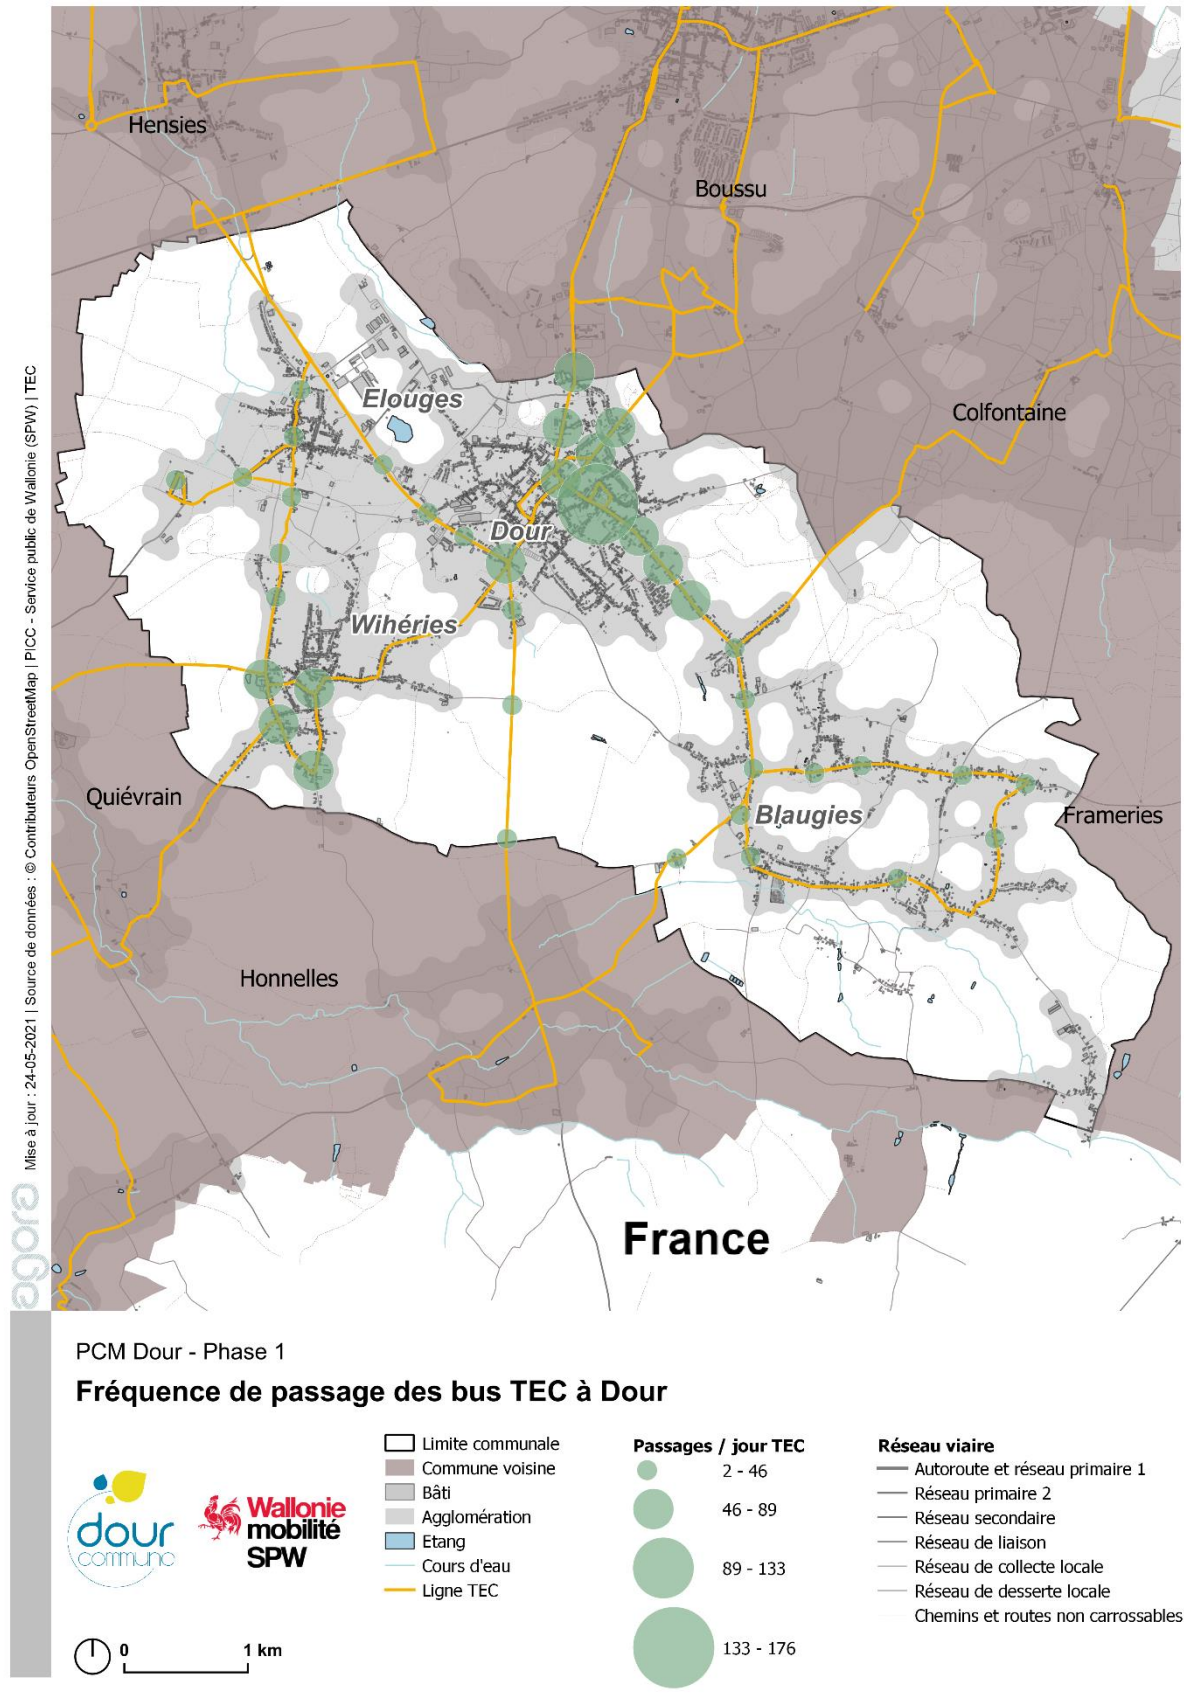 Hensies
Boussu
Elouges
Colfontaine
Dour
Wihéries
Quiévrain
Blaugies
Frameries
Honnelles
France
Mise à jour : 24-05-2021 | Source de données : © Contributeurs OpenStreetMap | PICC - Service public de Wallonie (SPW) | TEC
agora
PCM Dour - Phase 1
Fréquence de passage des bus TEC à Dour
dour
commune
Wallonie
mobilité
SPW
0 1 km
Limite communale
Commune voisine
Bâti
Agglomération
Etang
Cours d'eau
Ligne TEC
Passages / jour TEC
2 - 46
46 - 89
89 - 133
133 - 176
Réseau viaire
Autoroute et réseau primaire 1
Réseau primaire 2
Réseau secondaire
Réseau de liaison
Réseau de collecte locale
Réseau de desserte locale
Chemins et routes non carrossables